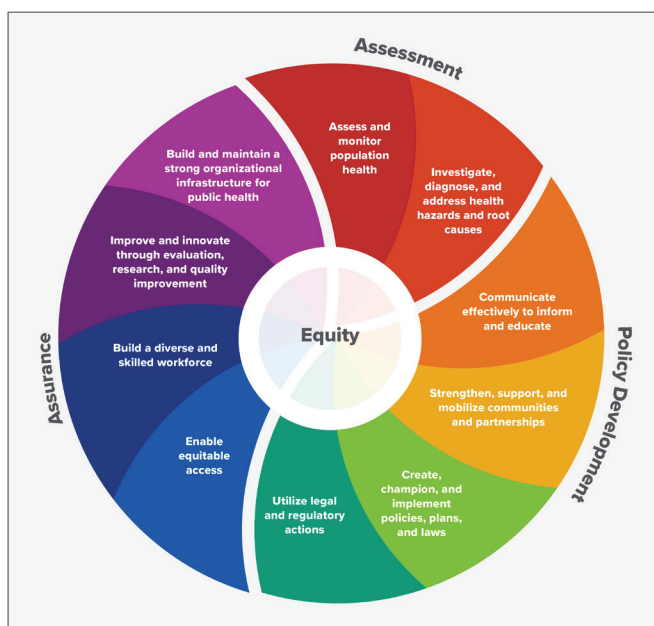 Assessment
Assess and
monitor
population
health
Investigate,
diagnose, and
address health
hazards and root
causes
Policy Development
Communicate
effectively to inform
and educate
Strengthen, support, and
mobilize communities
and partnerships
Create,
champion, and
implement
policies, plans,
and laws
Utilize legal
and regulatory
actions
Assurance
Enable
equitable
access
Build a diverse and
skilled workforce
Improve and innovate
through evaluation,
research, and quality
improvement
Build and maintain a
strong organizational
infrastructure for
public health
Equity